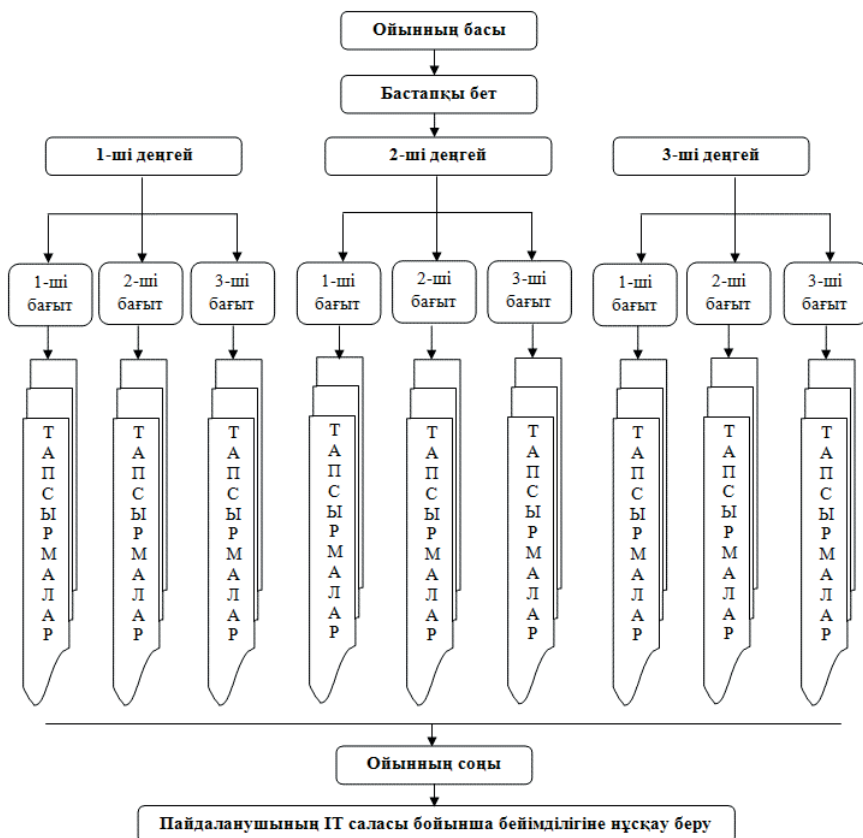 Ойынның басы
Бастапқы бет
1-ші деңгей
2-ші деңгей
3-ші деңгей
1-ші бағыт
2-ші бағыт
3-ші бағыт
1-ші бағыт
2-ші бағыт
3-ші бағыт
1-ші бағыт
2-ші бағыт
3-ші бағыт
ТАПСЫРМАЛАР
ТАПСЫРМАЛАР
ТАПСЫРМАЛАР
ТАПСЫРМАЛАР
ТАПСЫРМАЛАР
ТАПСЫРМАЛАР
ТАПСЫРМАЛАР
ТАПСЫРМАЛАР
ТАПСЫРМАЛАР
Ойынның соңы
Пайдаланушының IT саласы бойынша бейімділігіне нұсқау беру